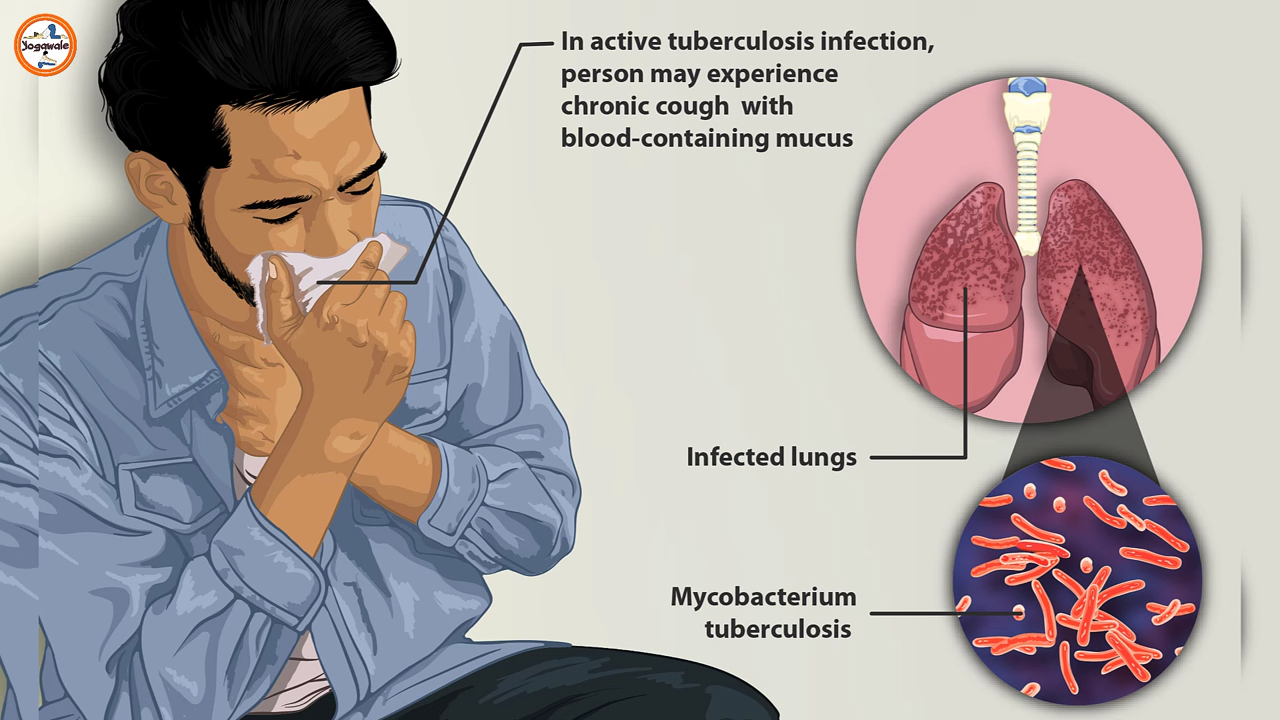 Yogawale
In active tuberculosis infection,
person may experience
chronic cough with
blood-containing mucus
Infected lungs
Mycobacterium
tuberculosis